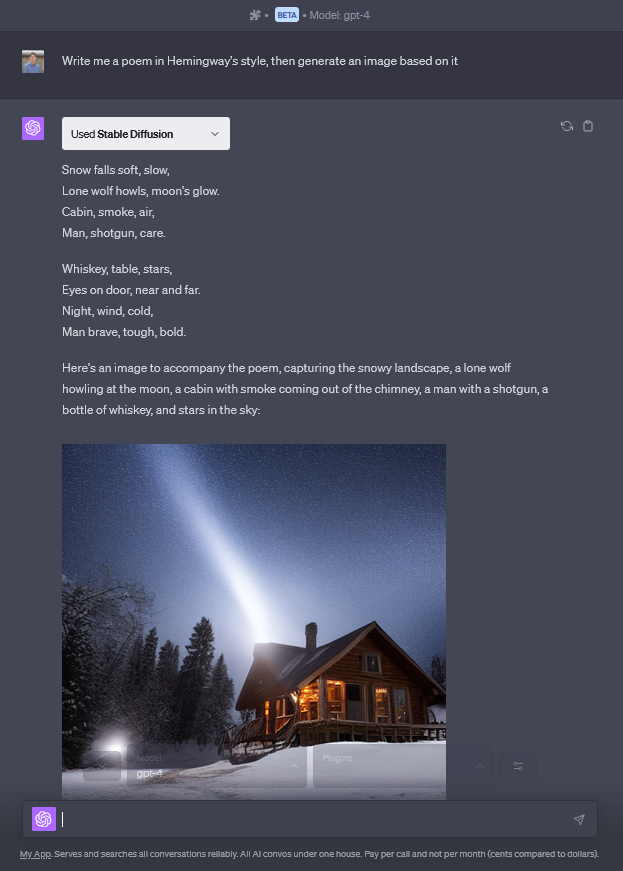 BETA • Model: gpt-4
Write me a poem in Hemingway's style, then generate an image based on it
Used Stable Diffusion
Snow falls soft, slow,
Lone wolf howls, moon's glow.
Cabin, smoke, air,
Man, shotgun, care.
Whiskey, table, stars,
Eyes on door, near and far.
Night, wind, cold,
Man brave, tough, bold.
Here's an image to accompany the poem, capturing the snowy landscape, a lone wolf
howling at the moon, a cabin with smoke coming out of the chimney, a man with a shotgun, a
bottle of whiskey, and stars in the sky:
Model
gpt-4
Plugins
My App. Serves and searches all conversations reliably. All AI convos under one house. Pay per call and not per month (cents compared to dollars).